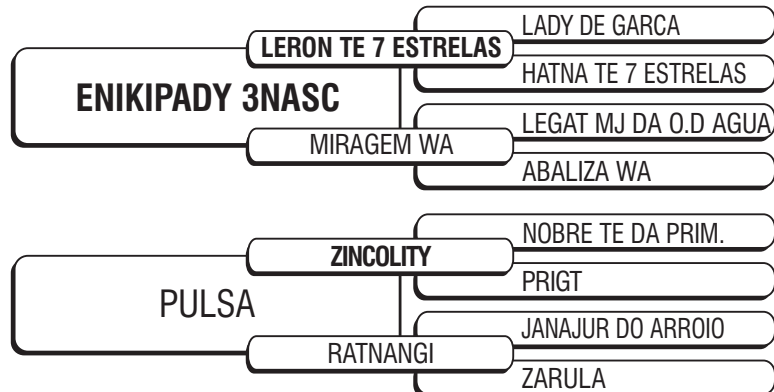 LADY DE GARCA
LERON TE 7 ESTRELAS
HATNA TE 7 ESTRELAS
ENIKIPADY 3NASC
LEGAT MJ DA O.D AGUA
MIRAGEM WA
ABALIZA WA
NOBRE TE DA PRIM.
ZINCOLITY
PRIGT
PULSA
JANAJUR DO ARROIO
RATNANGI
ZARULA